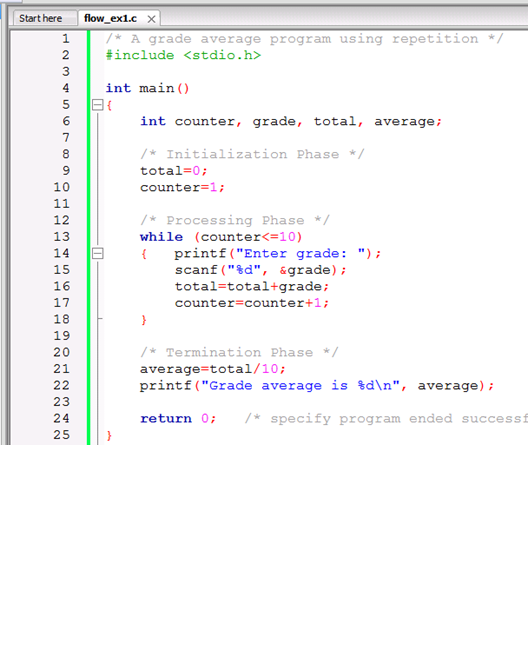 Start here flow_ex1.c
1 /* A grade average program using repetition */
2 #include <stdio.h>
3
4 int main()
5 {
6 int counter, grade, total, average;
7
8 /* Initialization Phase */
9 total=0;
10 counter=1;
11
12 /* Processing Phase */
13 while (counter<=10)
14 { printf("Enter grade: ");
15 scanf("%d", &grade);
16 total=total+grade;
17 counter=counter+1;
18 }
19
20 /* Termination Phase */
21 average=total/10;
22 printf("Grade average is %d\n", average);
23
24 return 0; /* specify program ended successf
25 }